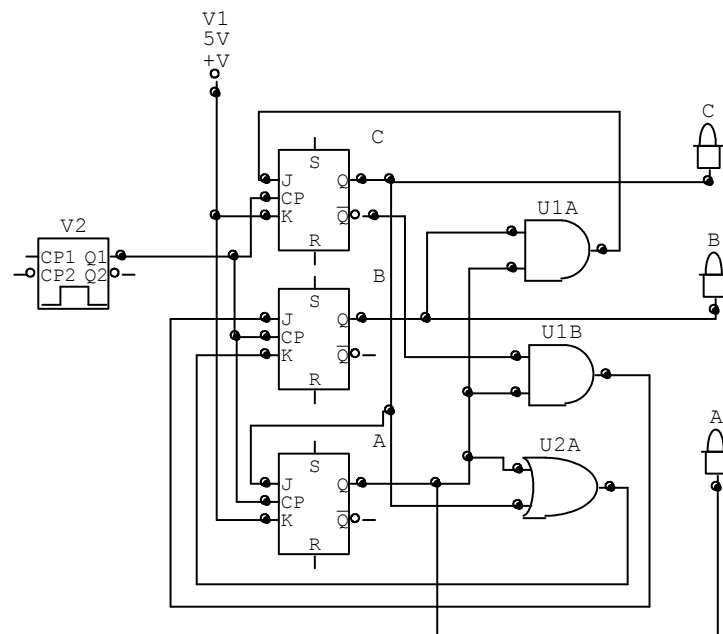 V1
5V
+V
C
C
S
J Q
CP
K Q̅
R
V2
CP1 Q1
CP2 Q2
U1A
B
B
S
J Q
CP
K Q̅
R
U1B
A
A
S
J Q
CP
K Q̅
R
U2A